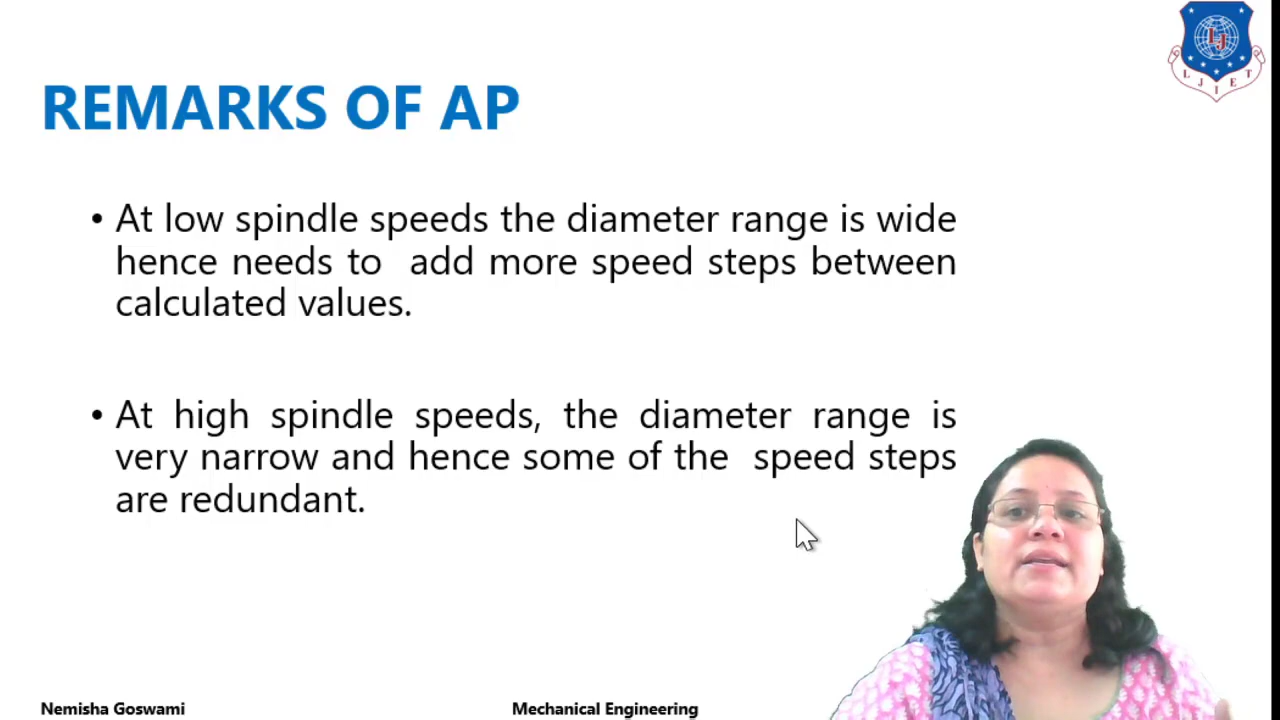 LJIET
REMARKS OF AP
• At low spindle speeds the diameter range is wide
hence needs to add more speed steps between
calculated values.
• At high spindle speeds, the diameter range is
very narrow and hence some of the speed steps
are redundant.
Nemisha Goswami
Mechanical Engineering